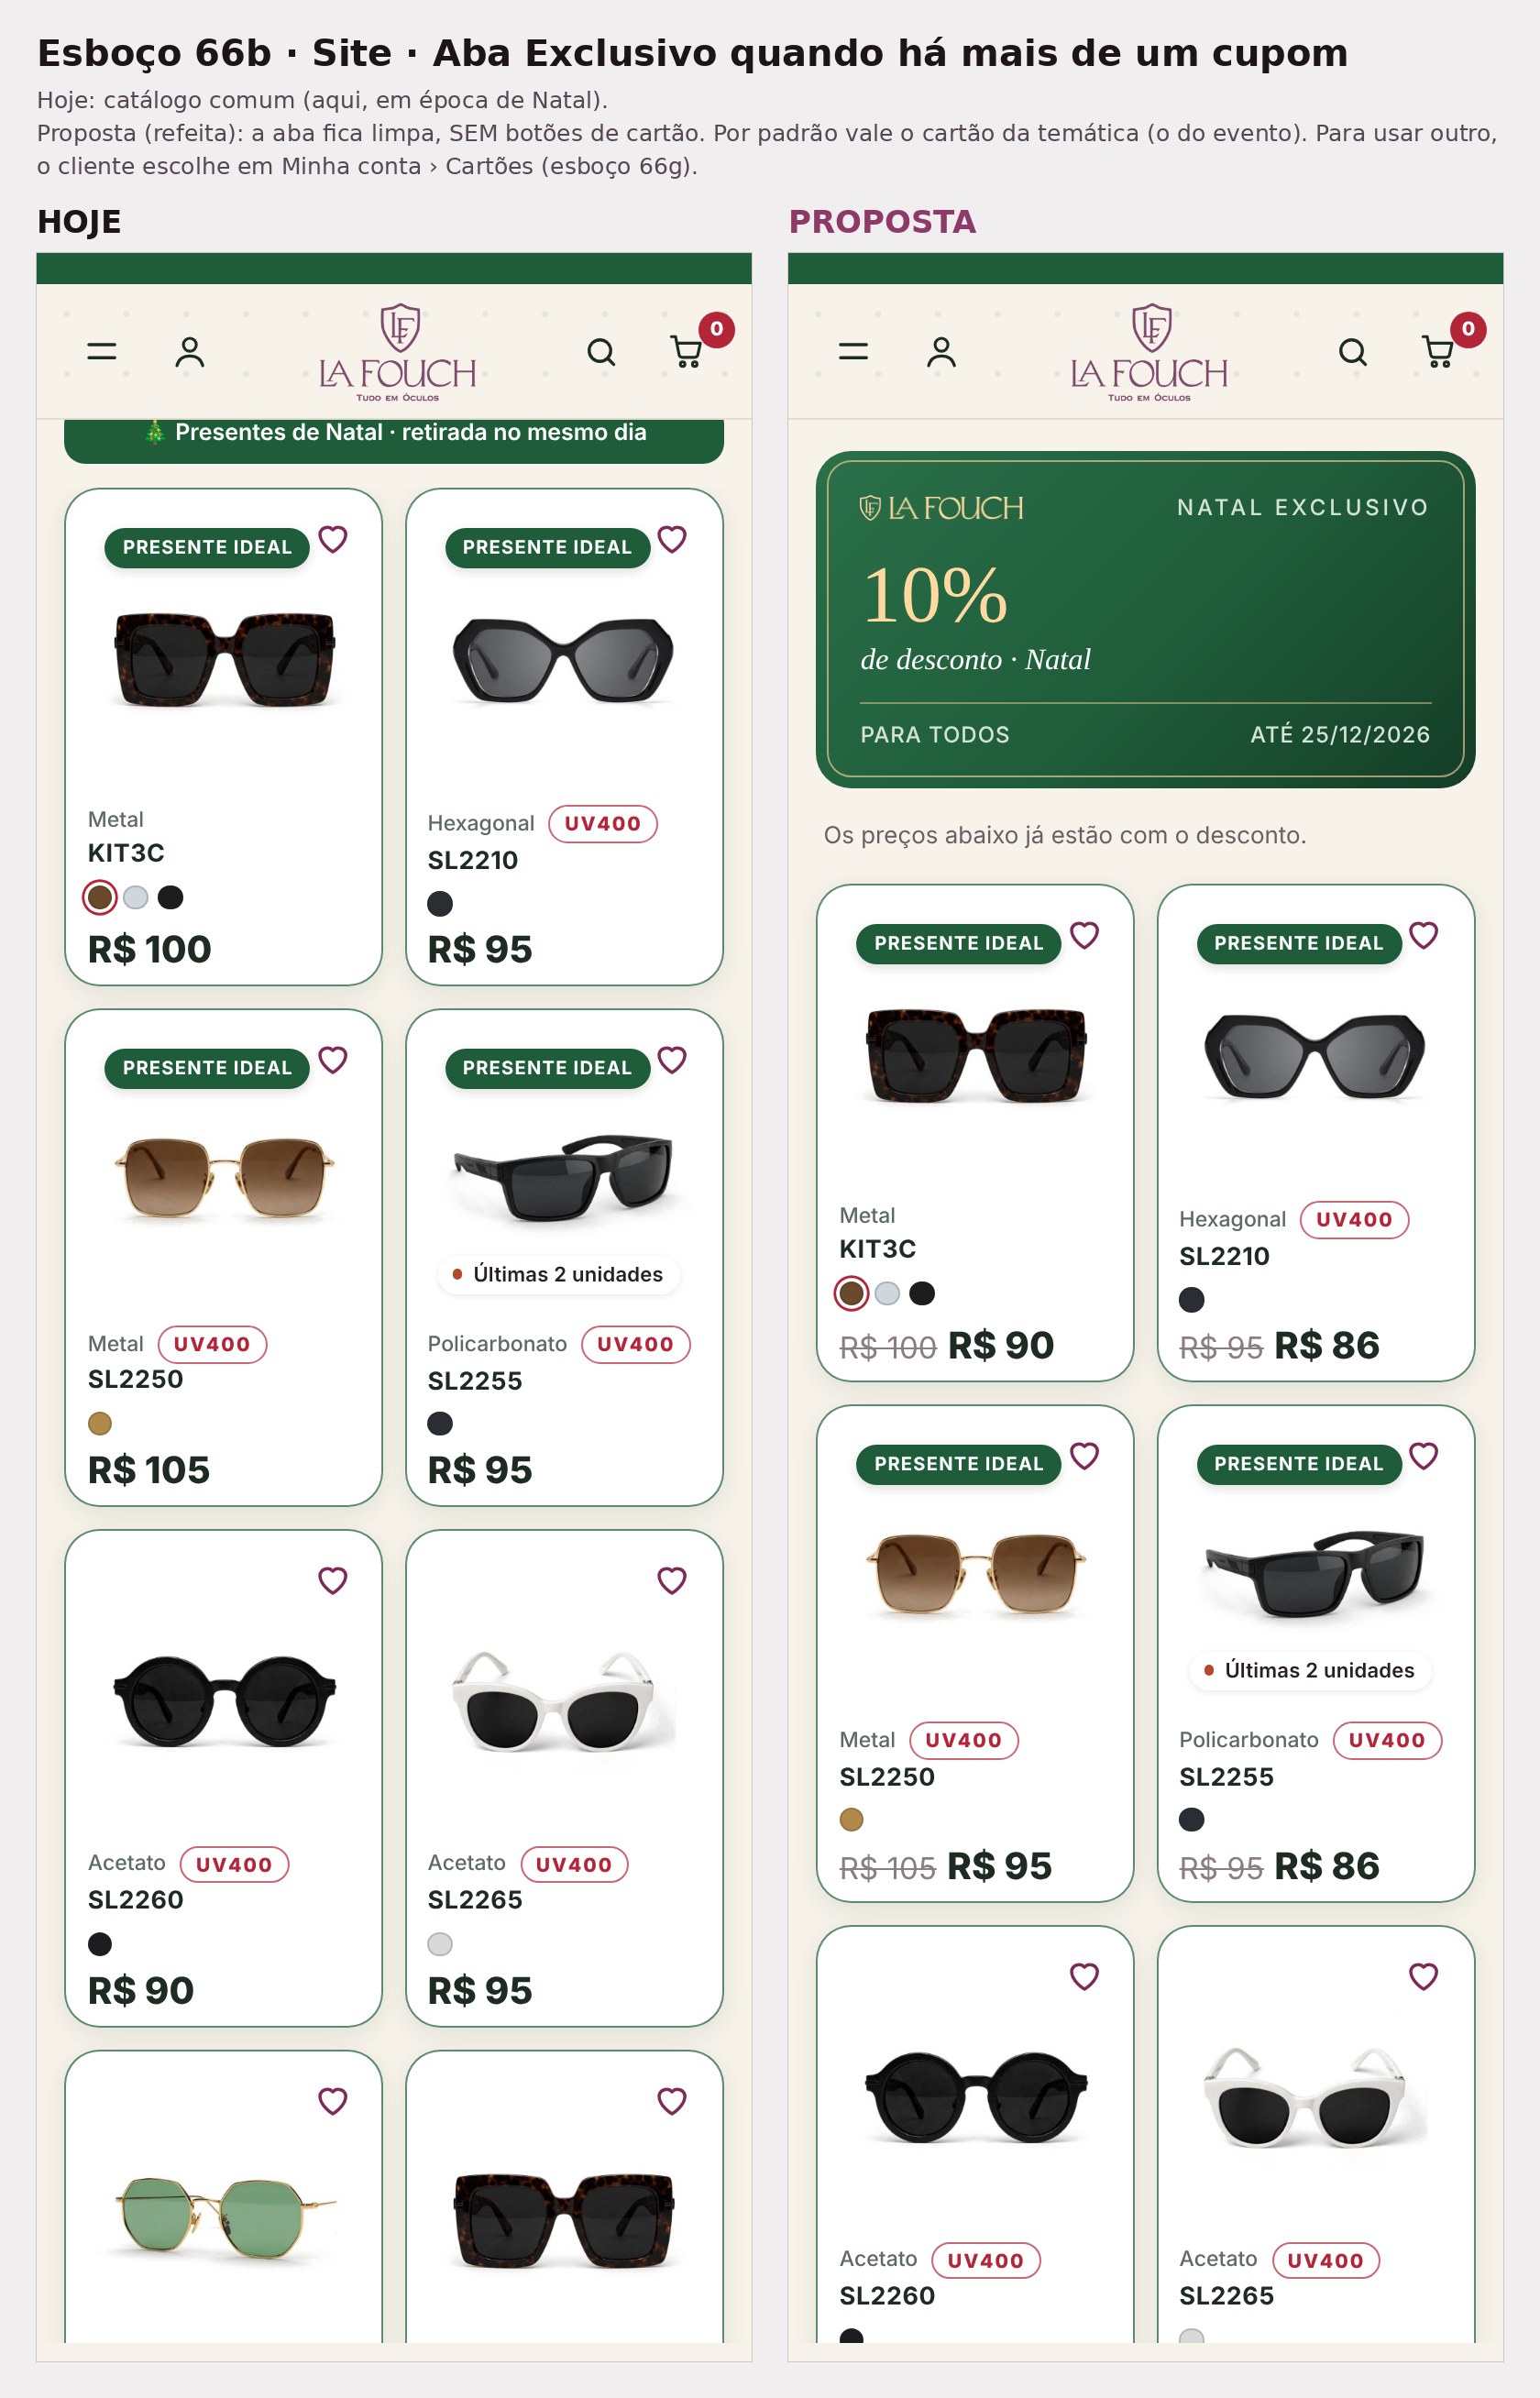 Esboço 66b · Site · Aba Exclusivo quando há mais de um cupom
Hoje: catálogo comum (aqui, em época de Natal).
Proposta (refeita): a aba fica limpa, SEM botões de cartão. Por padrão vale o cartão da temática (o do evento). Para usar outro,
o cliente escolhe em Minha conta › Cartões (esboço 66g).
HOJE
LF
LA FOUCH
TUDO EM ÓCULOS
0
🎄 Presentes de Natal · retirada no mesmo dia
PRESENTE IDEAL
PRESENTE IDEAL
Metal
KIT3C
R$ 100
Hexagonal UV400
SL2210
R$ 95
PRESENTE IDEAL
PRESENTE IDEAL
Últimas 2 unidades
Metal UV400
SL2250
R$ 105
Policarbonato UV400
SL2255
R$ 95
Acetato UV400
SL2260
R$ 90
Acetato UV400
SL2265
R$ 95
PROPOSTA
LF
LA FOUCH
TUDO EM ÓCULOS
0
LF LA FOUCH
NATAL EXCLUSIVO
10%
de desconto · Natal
PARA TODOS
ATÉ 25/12/2026
Os preços abaixo já estão com o desconto.
PRESENTE IDEAL
PRESENTE IDEAL
Metal
KIT3C
R$ 100 R$ 90
Hexagonal UV400
SL2210
R$ 95 R$ 86
PRESENTE IDEAL
PRESENTE IDEAL
Últimas 2 unidades
Metal UV400
SL2250
R$ 105 R$ 95
Policarbonato UV400
SL2255
R$ 95 R$ 86
Acetato UV400
SL2260
Acetato UV400
SL2265